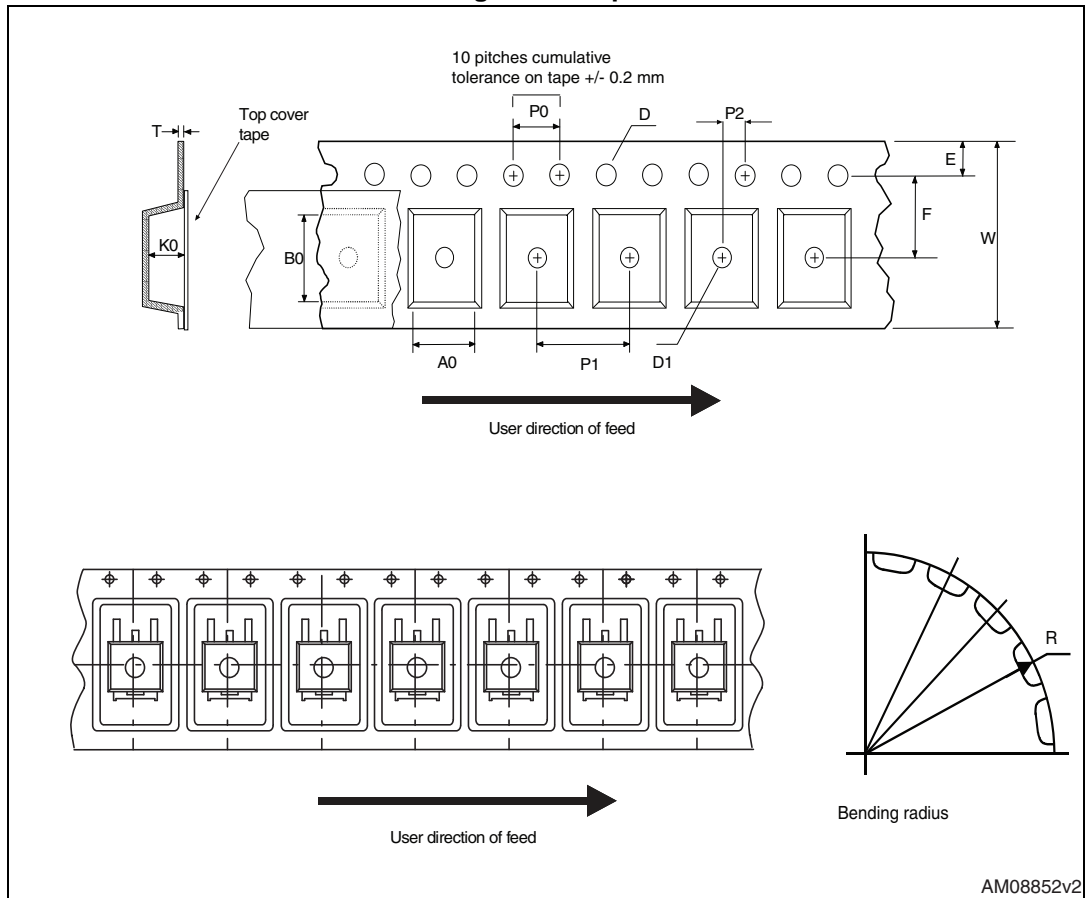 10 pitches cumulative
tolerance on tape +/- 0.2 mm
Top cover
tape
T
P0
D
P2
E
F
W
K0
B0
A0
P1
D1
User direction of feed
R
Bending radius
User direction of feed
AM08852v2